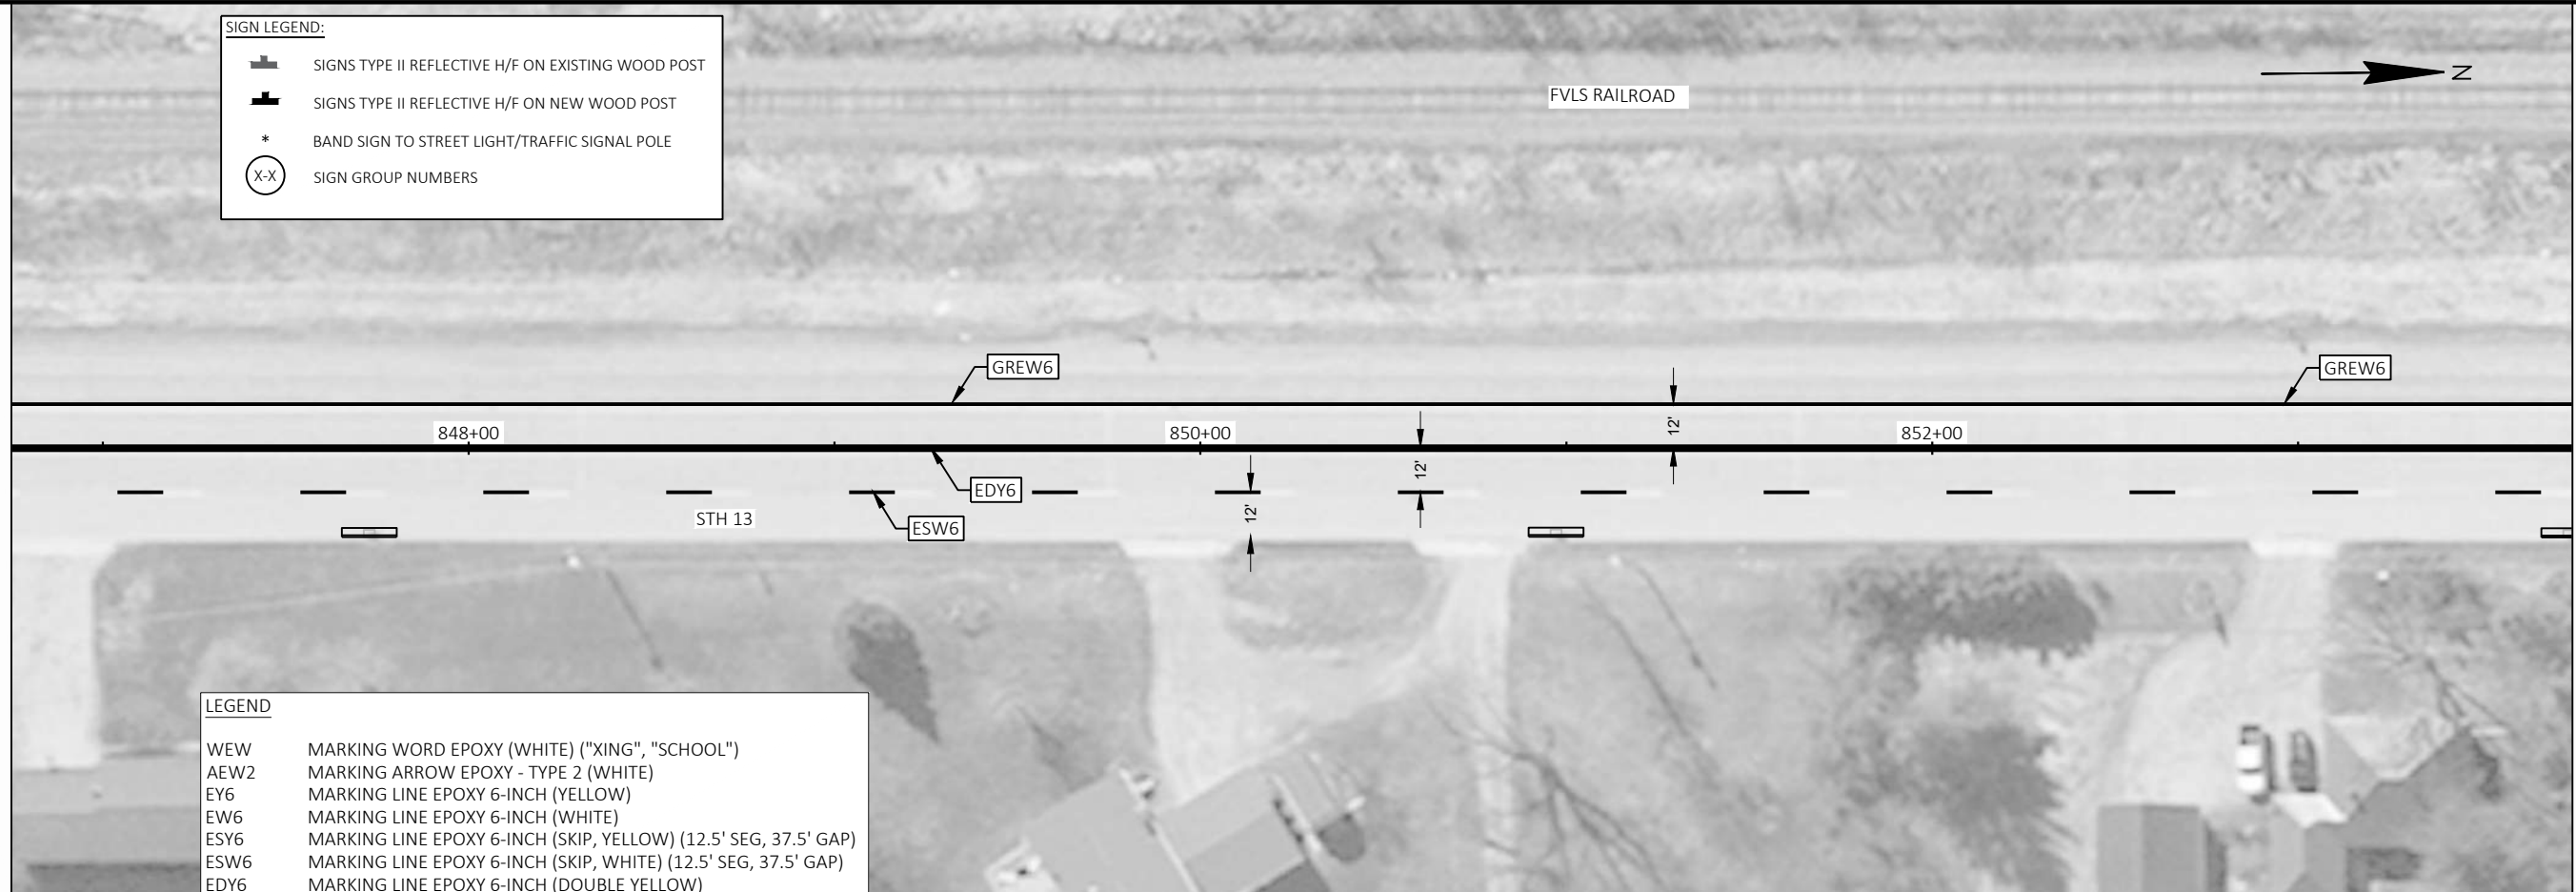 SIGN LEGEND:
SIGNS TYPE II REFLECTIVE H/F ON EXISTING WOOD POST
SIGNS TYPE II REFLECTIVE H/F ON NEW WOOD POST
* BAND SIGN TO STREET LIGHT/TRAFFIC SIGNAL POLE
X-X SIGN GROUP NUMBERS
FVLS RAILROAD
N
GREW6
GREW6
12'
848+00
850+00
852+00
12'
EDY6
12'
STH 13
ESW6
LEGEND
WEW MARKING WORD EPOXY (WHITE) ("XING", "SCHOOL")
AEW2 MARKING ARROW EPOXY - TYPE 2 (WHITE)
EY6 MARKING LINE EPOXY 6-INCH (YELLOW)
EW6 MARKING LINE EPOXY 6-INCH (WHITE)
ESY6 MARKING LINE EPOXY 6-INCH (SKIP, YELLOW) (12.5' SEG, 37.5' GAP)
ESW6 MARKING LINE EPOXY 6-INCH (SKIP, WHITE) (12.5' SEG, 37.5' GAP)
EDY6 MARKING LINE EPOXY 6-INCH (DOUBLE YELLOW)